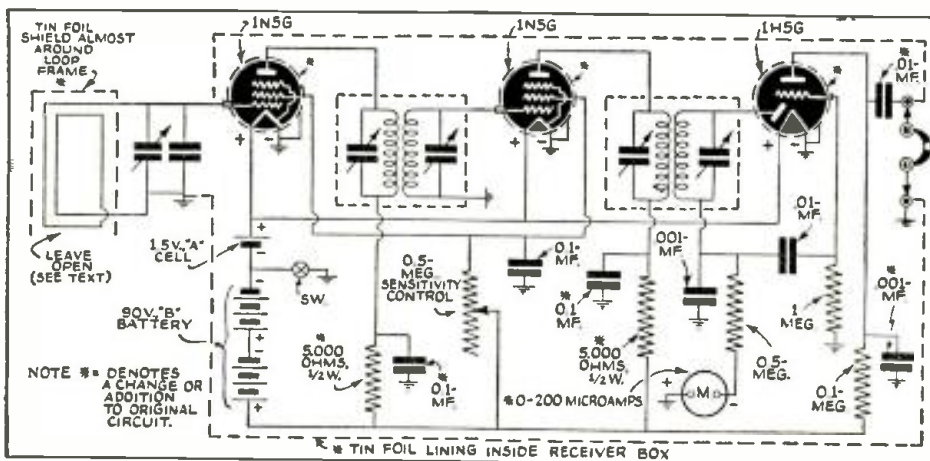 TIN FOIL
SHIELD ALMOST
AROUND
LOOP
FRAME
*
1N5G
1N5G
1H5G
*
*
*
*
.01-
MF.
+
-
+
-
+
-
LEAVE
OPEN
(SEE TEXT)
1.5V. "A"
CELL
+
-
SW.
90V. "B"
BATTERY
-
+
-
+
0.5-
MEG.
SENSITIVITY
CONTROL
0.1-
MF.
*
0.1
MF.
.001-
MF.
.01-
MF.
1
MEG
*
.001-
MF.
NOTE *= DENOTES
A CHANGE OR
ADDITION
TO ORIGINAL
CIRCUIT.
*
5,000
OHMS,
1/2 W.
*
0.1-
MF.
*
5,000
OHMS,
1/2 W.
*0-200 MICROAMPS.
+
M
-
0.5-
MEG.
0.1-
MEG
* TIN FOIL LINING INSIDE RECEIVER BOX